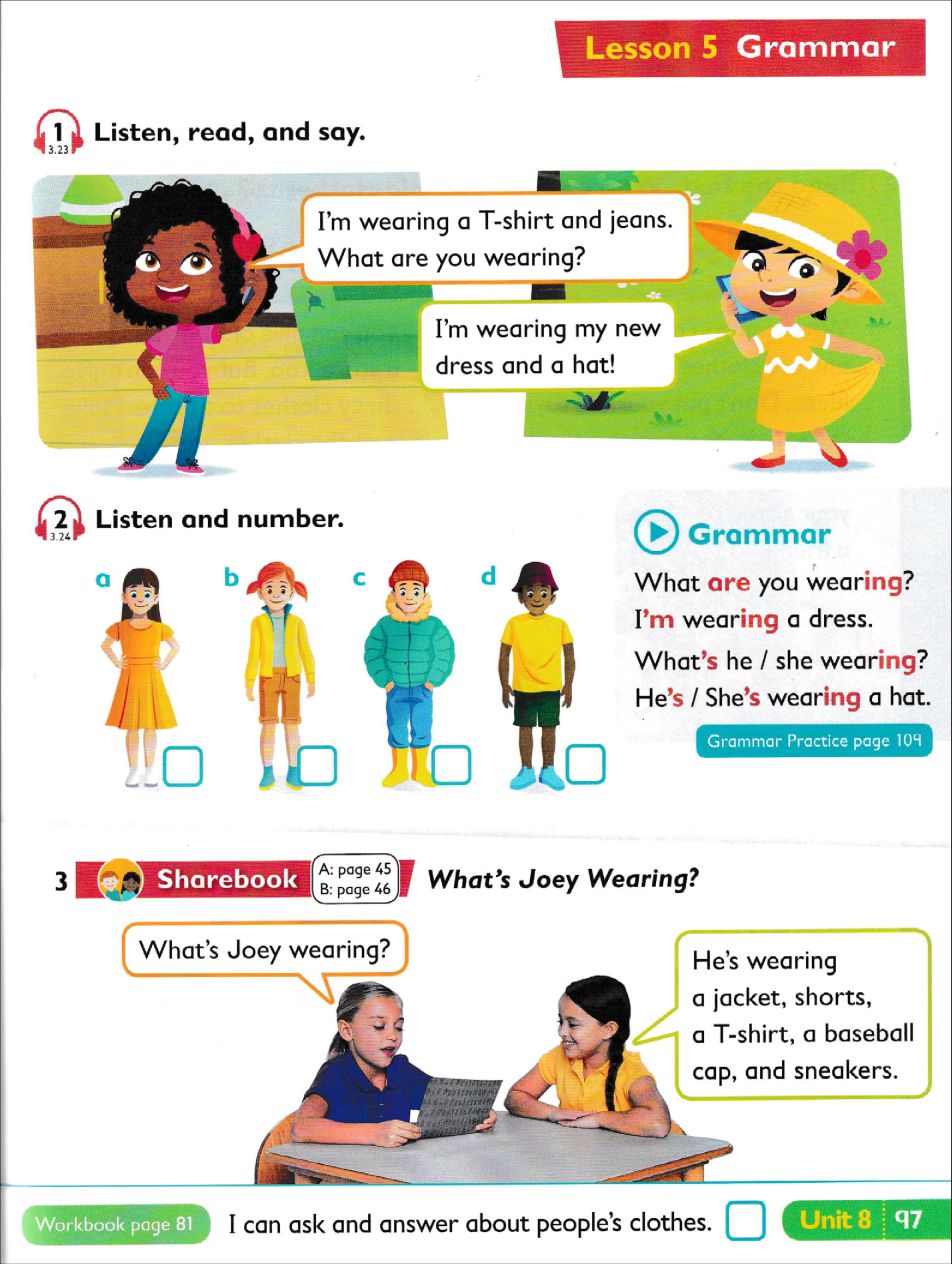 Lesson 5 Grammar
1
3.23
Listen, read, and say.
I'm wearing a T-shirt and jeans.
What are you wearing?
I'm wearing my new
dress and a hat!
2
3.24
Listen and number.
a
b
c
d
Grammar
What are you wearing?
I'm wearing a dress.
What's he / she wearing?
He's / She's wearing a hat.
Grammar Practice page 109
3 Sharebook
A: page 45
B: page 46
What's Joey Wearing?
What's Joey wearing?
He's wearing
a jacket, shorts,
a T-shirt, a baseball
cap, and sneakers.
Workbook page 81
I can ask and answer about people's clothes.
Unit 8 97